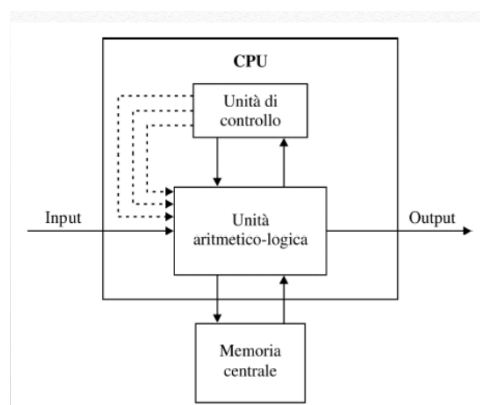 CPU
Unità di
controllo
Input
Unità
aritmetico-logica
Output
Memoria
centrale